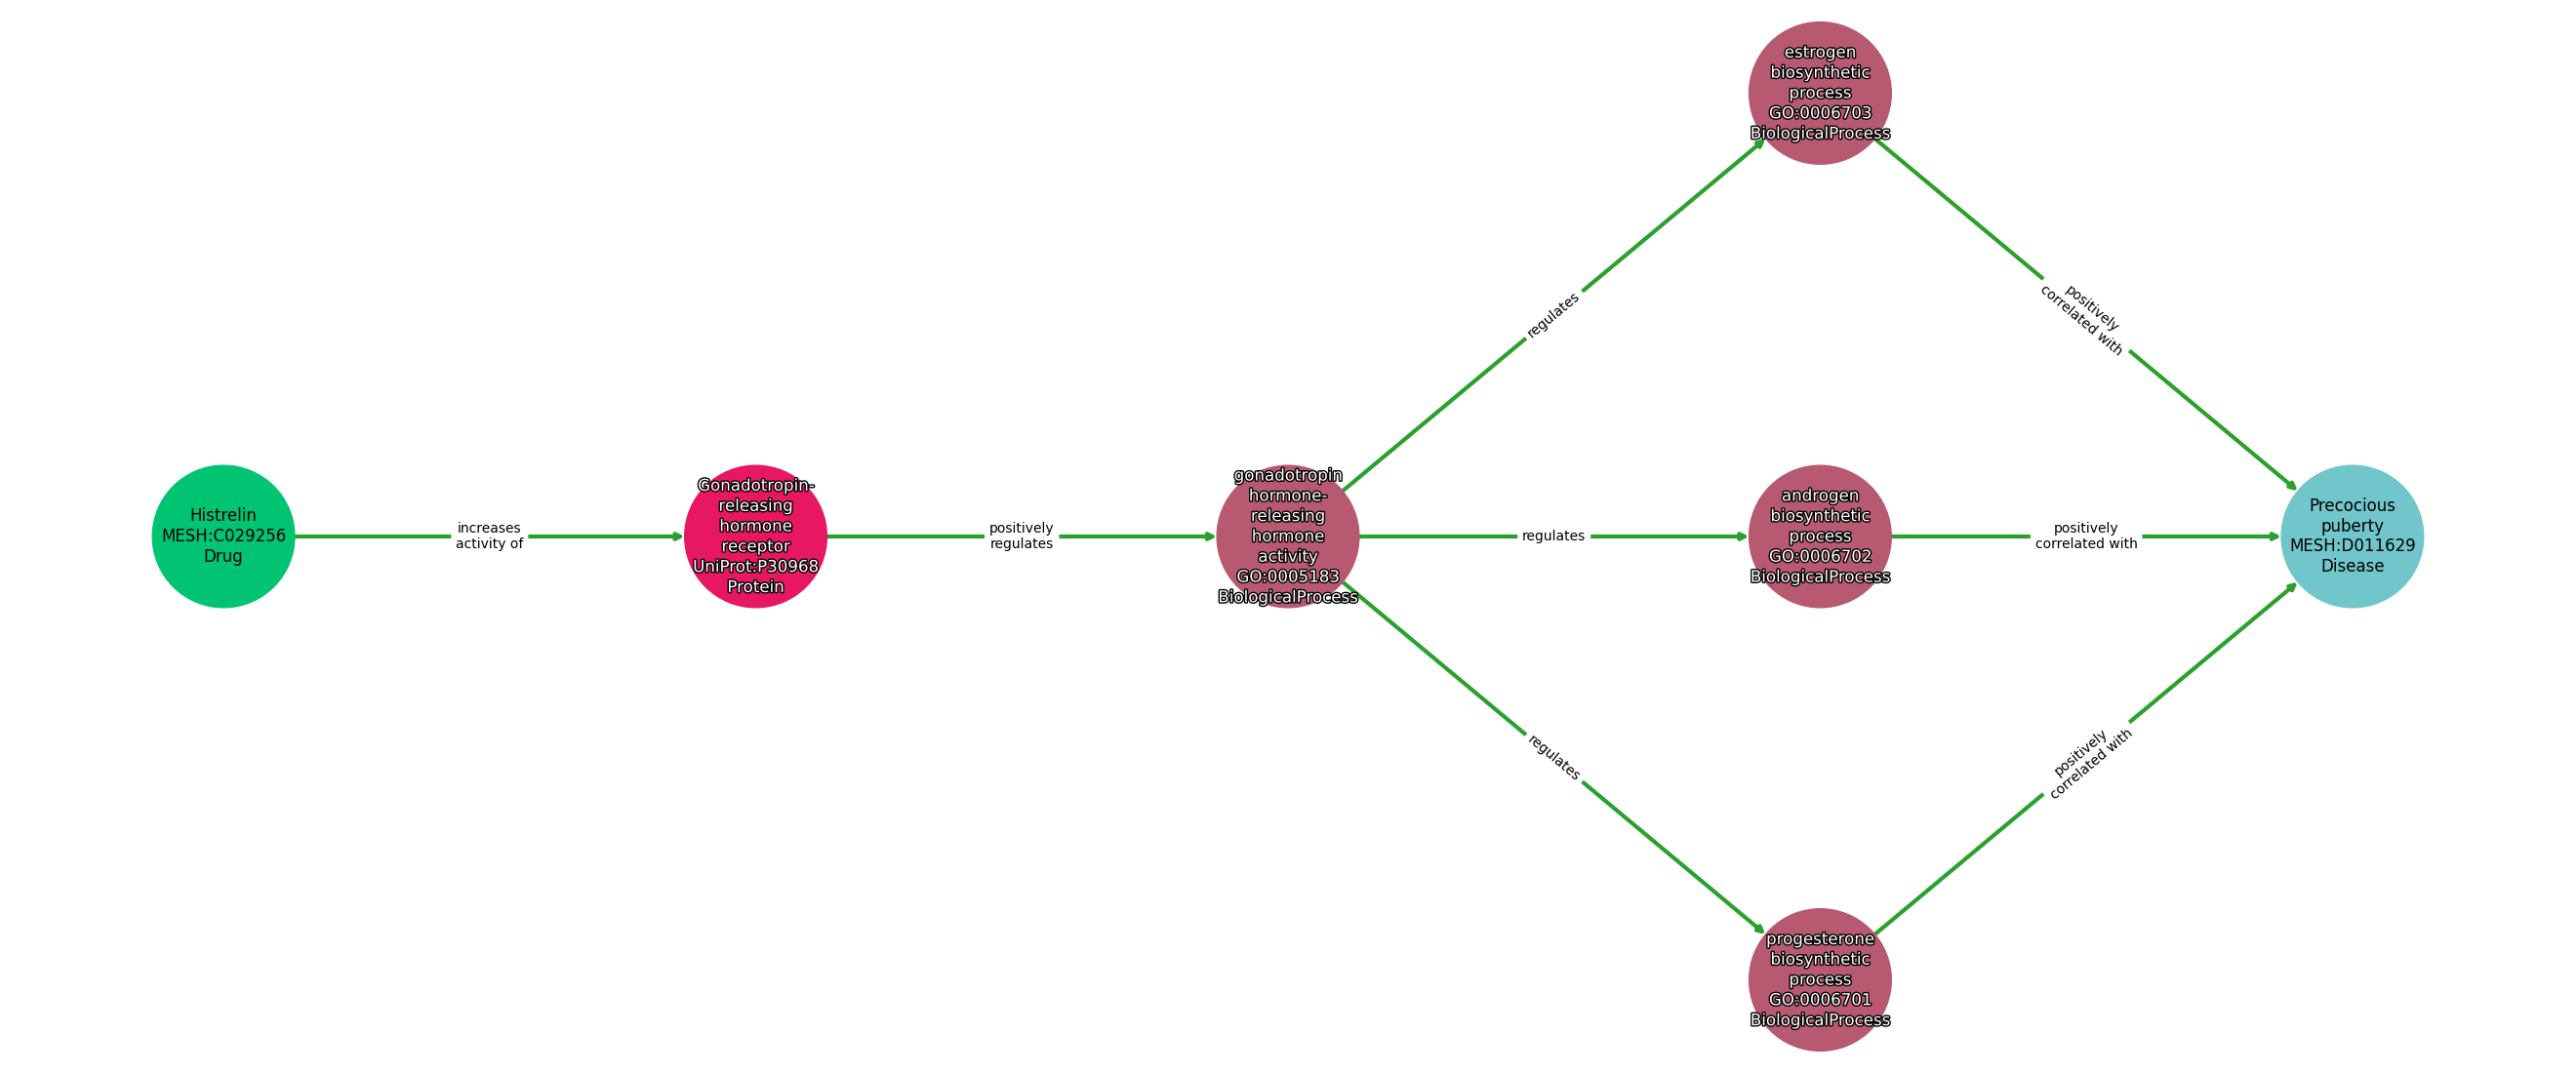 Histrelin
MESH:C029256
Drug
increases
activity of
Gonadotropin-
releasing
hormone
receptor
UniProt:P30968
Protein
positively
regulates
gonadotropin
hormone-
releasing
hormone
activity
GO:0005183
BiologicalProcess
regulates
estrogen
biosynthetic
process
GO:0006703
BiologicalProcess
positively
correlated with
regulates
androgen
biosynthetic
process
GO:0006702
BiologicalProcess
positively
correlated with
regulates
progesterone
biosynthetic
process
GO:0006701
BiologicalProcess
positively
correlated with
Precocious
puberty
MESH:D011629
Disease